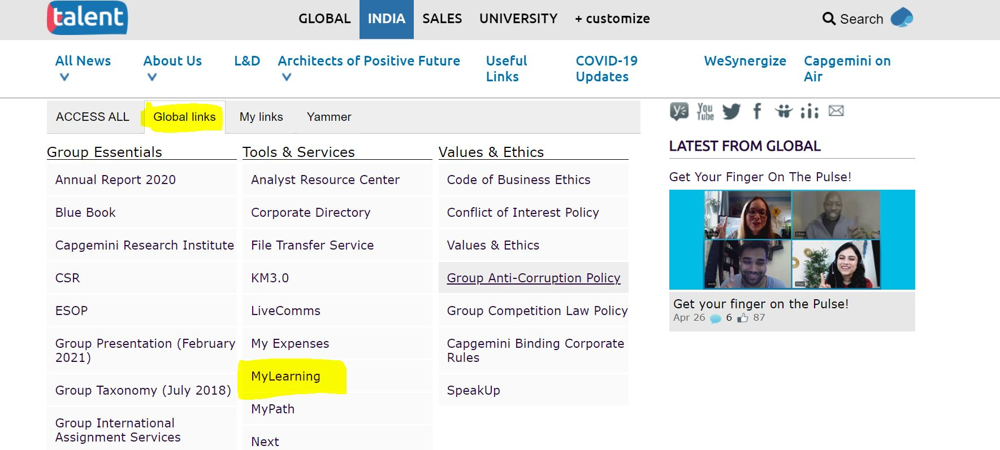 talent
GLOBAL INDIA SALES UNIVERSITY + customize
Search
All News
About Us
L&D
Architects of Positive Future
Useful
Links
COVID-19
Updates
WeSynergize
Capgemini on
Air
ACCESS ALL Global links My links Yammer
Group Essentials
Annual Report 2020
Blue Book
Capgemini Research Institute
CSR
ESOP
Group Presentation (February
2021)
Group Taxonomy (July 2018)
Group International
Assignment Services
Tools & Services
Analyst Resource Center
Corporate Directory
File Transfer Service
KM3.0
LiveComms
My Expenses
MyLearning
MyPath
Next
Values & Ethics
Code of Business Ethics
Conflict of Interest Policy
Values & Ethics
Group Anti-Corruption Policy
Group Competition Law Policy
Capgemini Binding Corporate
Rules
SpeakUp
You
Tube
LATEST FROM GLOBAL
Get Your Finger On The Pulse!
Emma
Ethan
Amit
Priya
Get your finger on the Pulse!
Apr 26 6 87